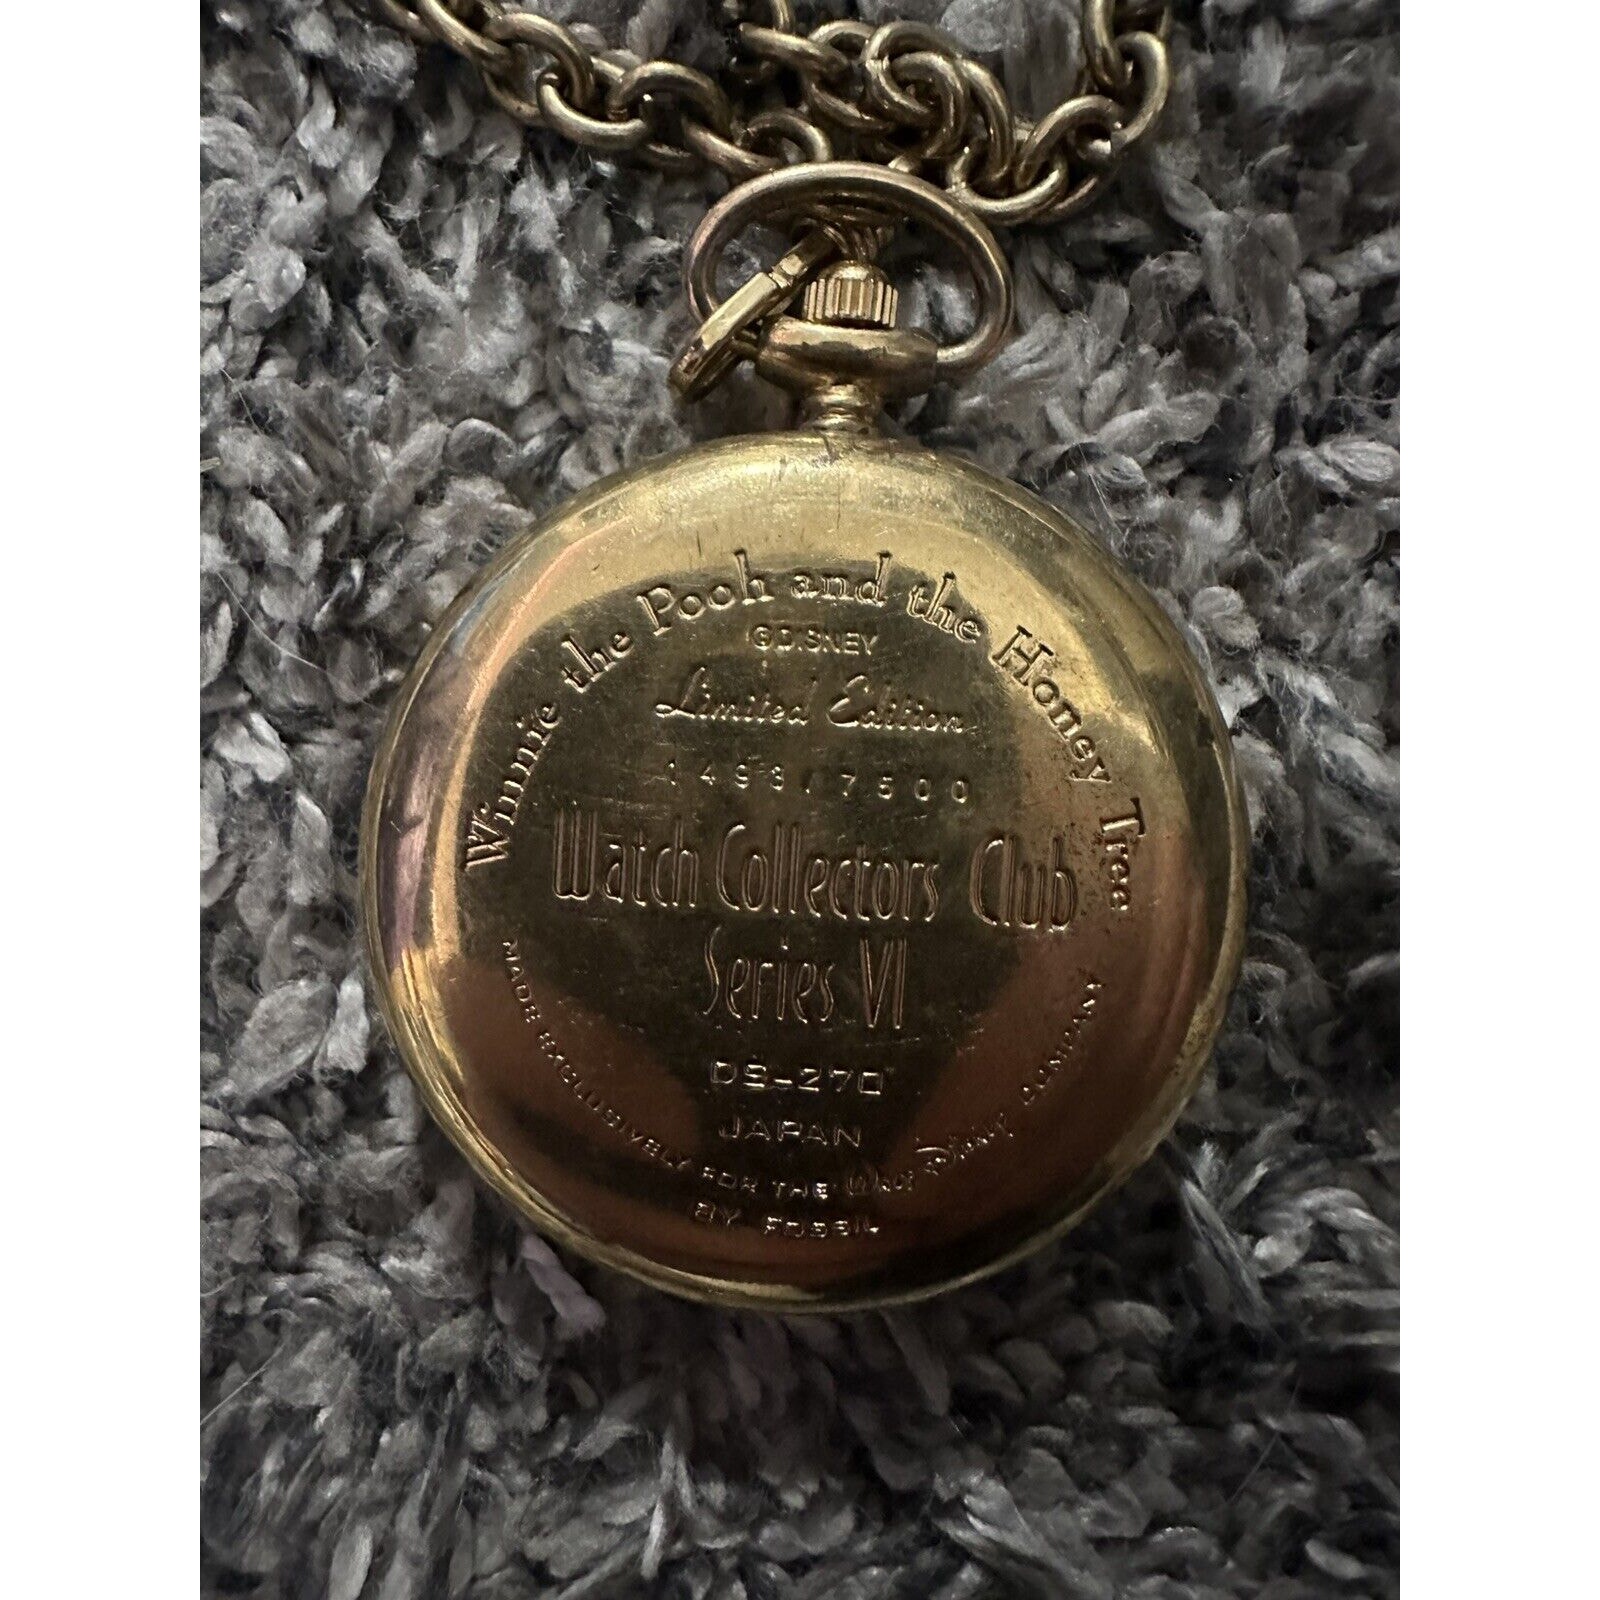 Winnie the Pooh and the Honey Tree
©DISNEY
Limited Edition
1493/7500
Watch Collectors Club
Series VI
DS-270
JAPAN
MADE EXCLUSIVELY FOR THE Walt Disney COMPANY
BY FOSSIL